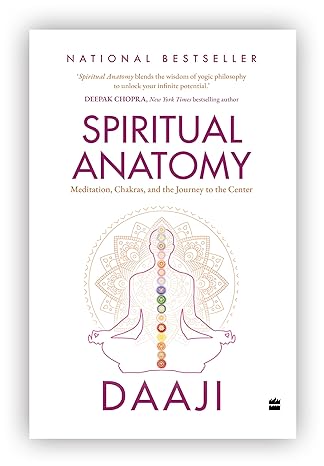 NATIONAL BESTSELLER
'Spiritual Anatomy blends the wisdom of yogic philosophy
to unlock your infinite potential.'
DEEPAK CHOPRA, New York Times bestselling author
SPIRITUAL
ANATOMY
Meditation, Chakras, and the Journey to the Center
DAAJI